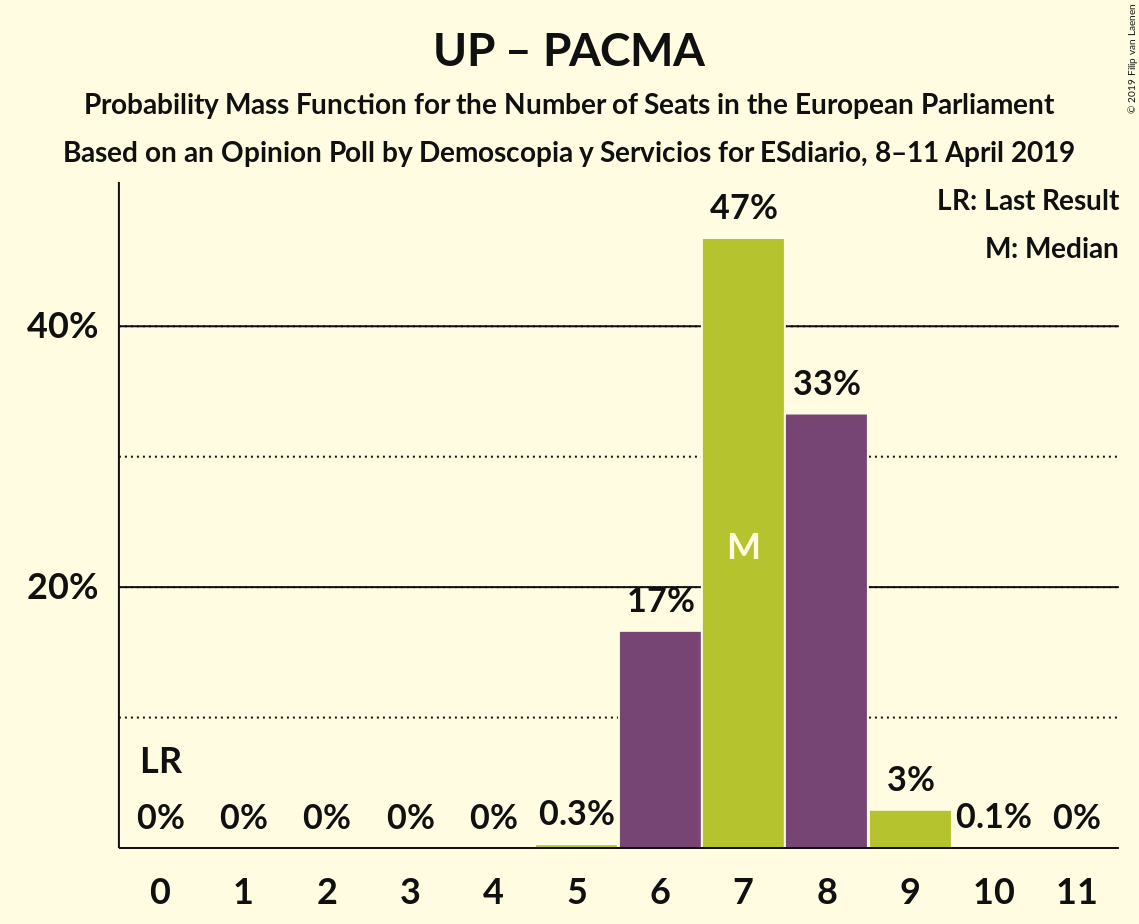 UP – PACMA
Probability Mass Function for the Number of Seats in the European Parliament
Based on an Opinion Poll by Demoscopia y Servicios for ESdiario, 8–11 April 2019
© 2019 Filip van Laenen
LR: Last Result
M: Median
47%
40%
33%
M
20%
17%
LR
3%
0% 0% 0% 0% 0% 0.3% 0.1% 0%
0 1 2 3 4 5 6 7 8 9 10 11